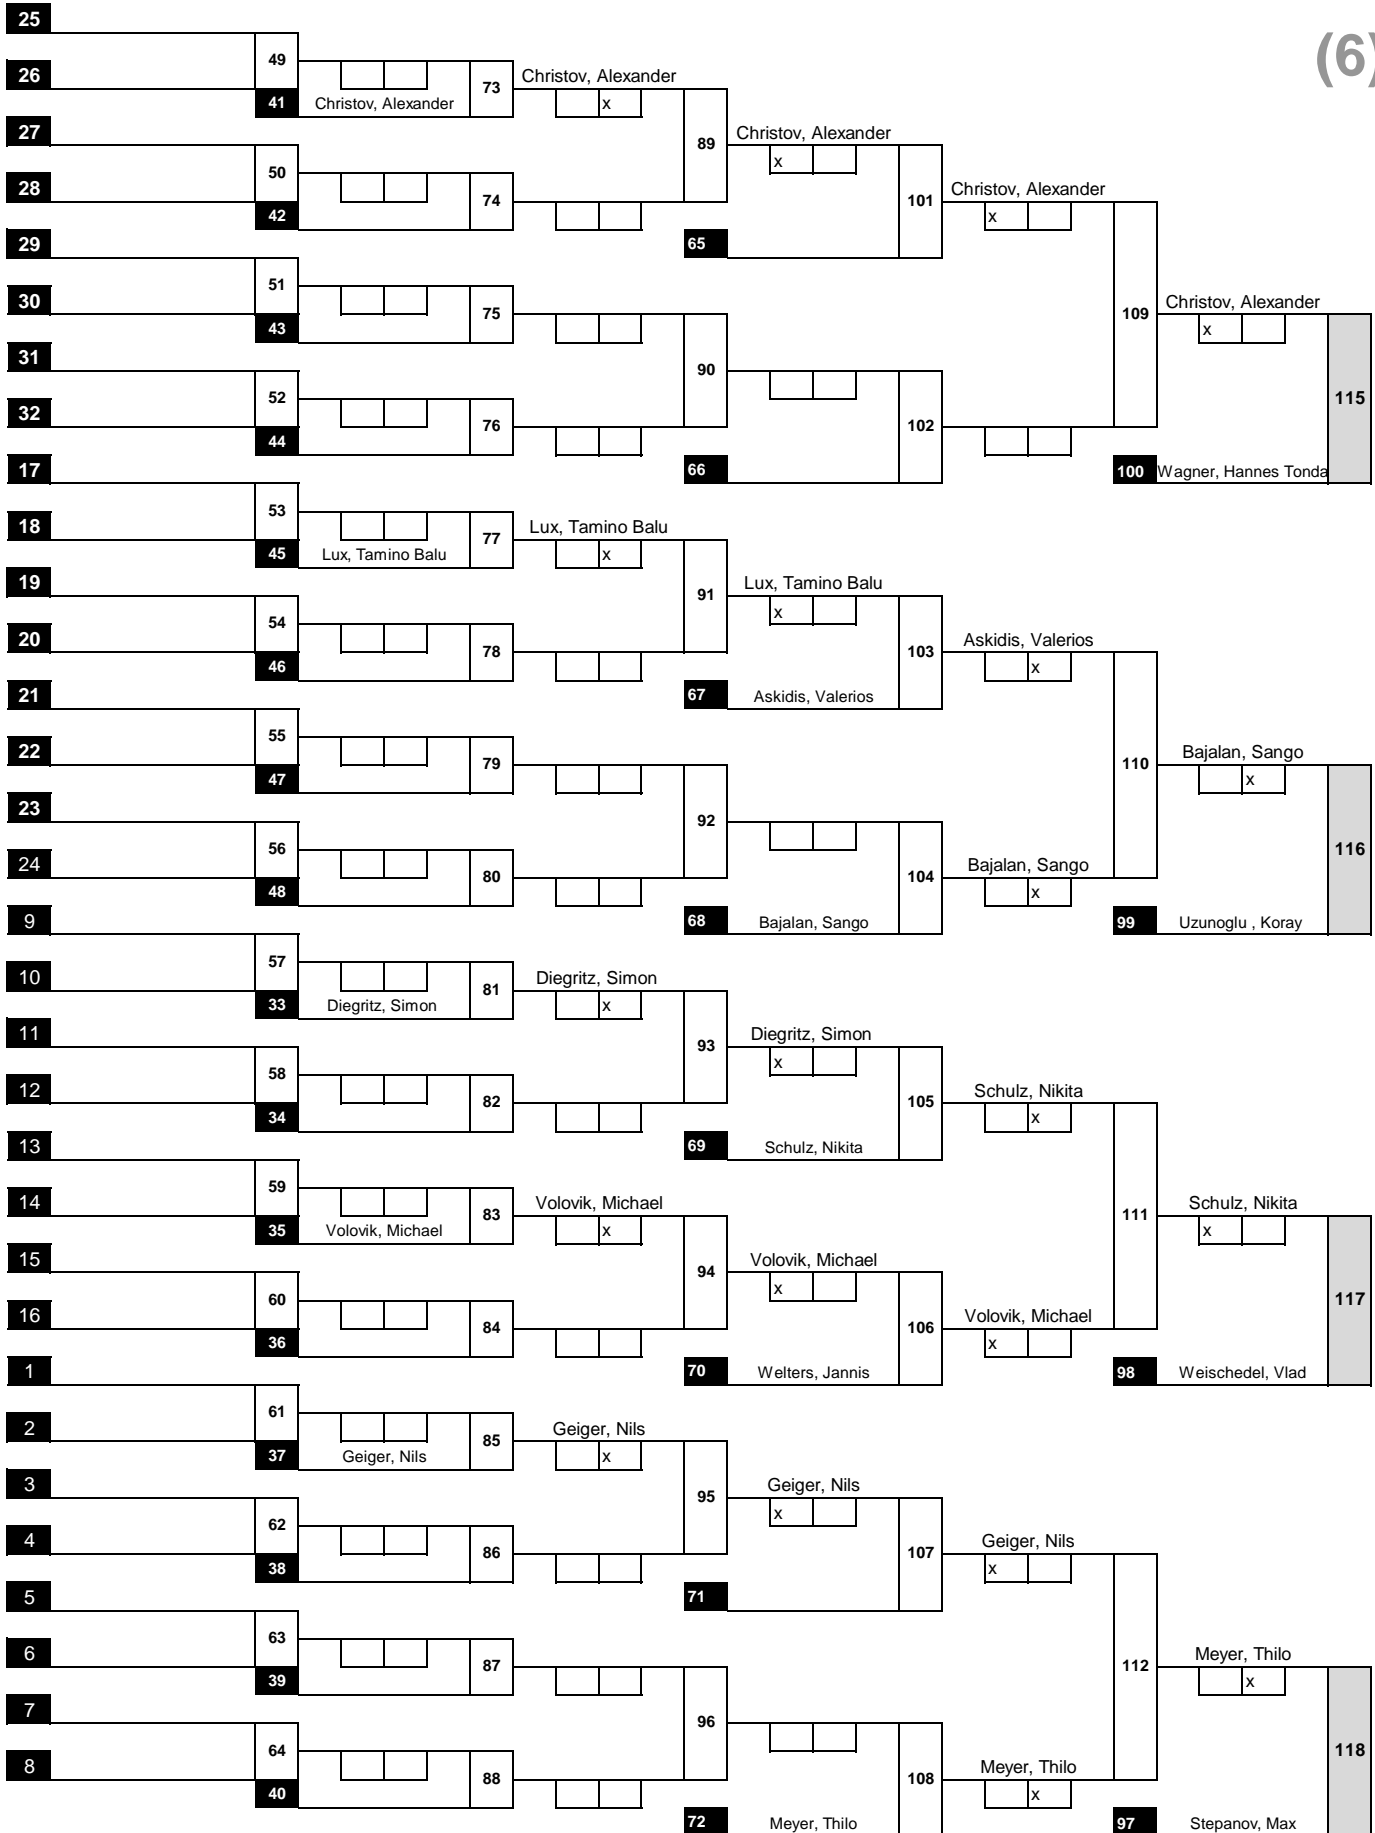 25
(6)
49
26
73 Christov, Alexander
41 Christov, Alexander
x
27
89 Christov, Alexander
x
50
28
74
101 Christov, Alexander
42
x
29
65
51
30
75
109 Christov, Alexander
43
x
31
90
52
32
76
102
115
44
17
66
100 Wagner, Hannes Tonda
53
18
77 Lux, Tamino Balu
45 Lux, Tamino Balu
x
19
91 Lux, Tamino Balu
x
54
20
78
103 Askidis, Valerios
46
x
21
67 Askidis, Valerios
55
22
79
110 Bajalan, Sango
47
x
23
92
56
24
80
104 Bajalan, Sango
116
48
x
9
68 Bajalan, Sango
99 Uzunoglu , Koray
57
10
81 Diegritz, Simon
33 Diegritz, Simon
x
11
93 Diegritz, Simon
x
58
12
82
105 Schulz, Nikita
34
x
13
69 Schulz, Nikita
59
14
83 Volovik, Michael
111 Schulz, Nikita
35 Volovik, Michael
x
x
15
94 Volovik, Michael
x
60
16
84
106 Volovik, Michael
117
36
x
1
70 Welters, Jannis
98 Weischedel, Vlad
61
2
85 Geiger, Nils
37 Geiger, Nils
x
3
95 Geiger, Nils
x
62
4
86
107 Geiger, Nils
38
x
5
71
63
6
87
112 Meyer, Thilo
39
x
7
96
64
8
88
108 Meyer, Thilo
118
40
x
72 Meyer, Thilo
97 Stepanov, Max